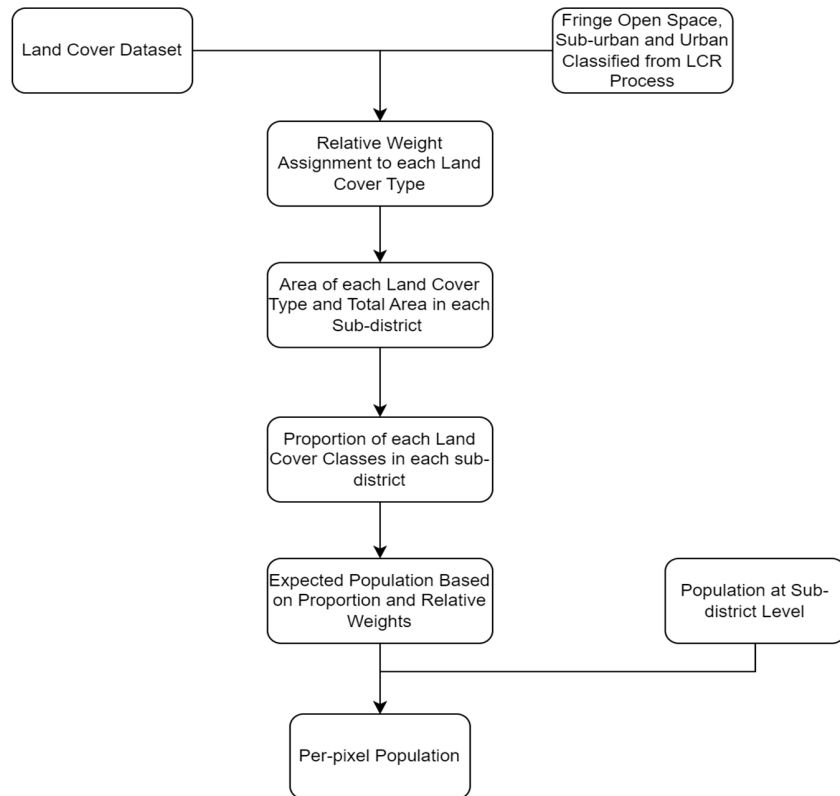 Land Cover Dataset
Fringe Open Space,
Sub-urban and Urban
Classified from LCR
Process
Relative Weight
Assignment to each Land
Cover Type
Area of each Land Cover
Type and Total Area in each
Sub-district
Proportion of each Land
Cover Classes in each sub-
district
Expected Population Based
on Proportion and Relative
Weights
Population at Sub-
district Level
Per-pixel Population